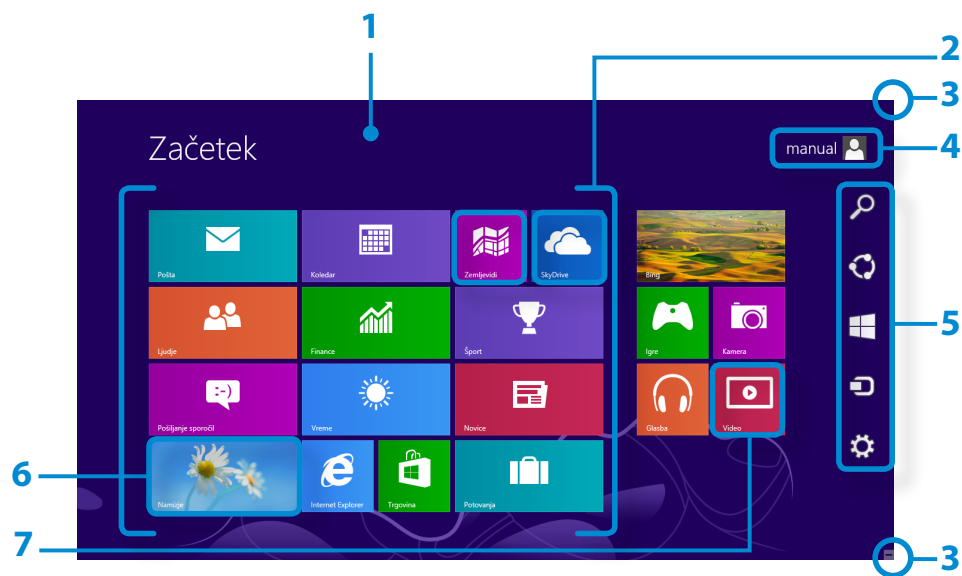 1
2
3
Začetek
manual
4
Pošta
Koledar
Zemljevidi
SkyDrive
Bing
Ljudje
Finance
Šport
Igre
Kamera
5
Pošiljanje sporočil
:-)
Vreme
Novice
Glasba
Video
6
Namizje
Internet Explorer
Trgovina
Potovanja
7
3